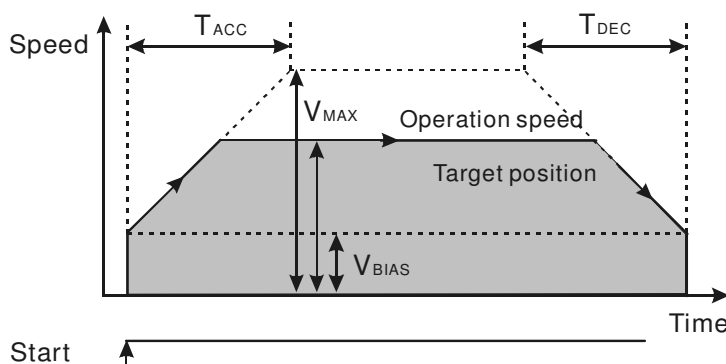 TACC
TDEC
Speed
VMAX
Operation speed
Target position
VBIAS
Time
Start